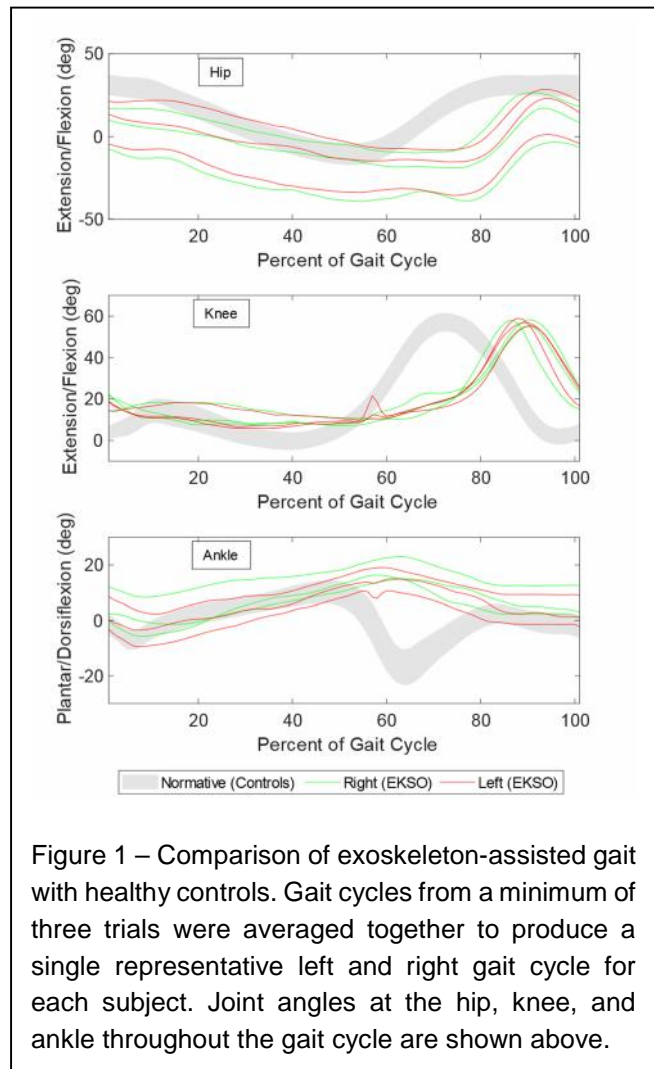 50
Hip
0
-50
Extension/Flexion (deg)
20 40 60 80 100
Percent of Gait Cycle
60
Knee
40
20
0
Extension/Flexion (deg)
20 40 60 80 100
Percent of Gait Cycle
20
Ankle
0
-20
Plantar/Dorsiflexion (deg)
20 40 60 80 100
Percent of Gait Cycle
Normative (Controls) Right (EKSO) Left (EKSO)
Figure 1 – Comparison of exoskeleton-assisted gait
with healthy controls. Gait cycles from a minimum of
three trials were averaged together to produce a
single representative left and right gait cycle for
each subject. Joint angles at the hip, knee, and
ankle throughout the gait cycle are shown above.